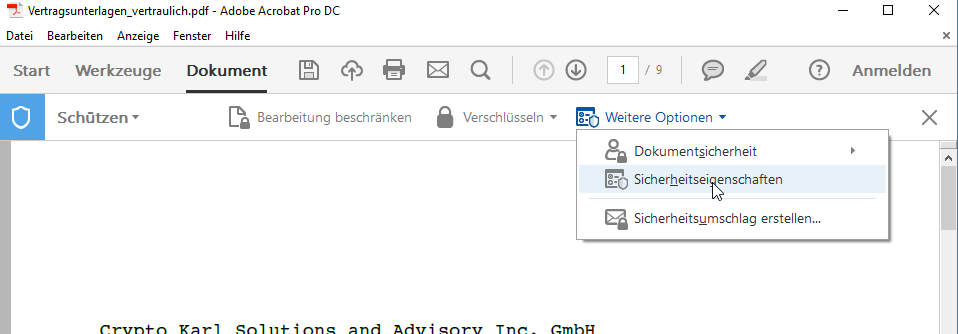 Vertragsunterlagen_vertraulich.pdf - Adobe Acrobat Pro DC
Datei Bearbeiten Anzeige Fenster Hilfe
Start Werkzeuge Dokument 1 / 9 Anmelden
Schützen Bearbeitung beschränken Verschlüsseln Weitere Optionen
Dokumentsicherheit
Sicherheitseigenschaften
Sicherheitsumschlag erstellen...
Crypto Karl Solutions and Advisory Inc. GmbH